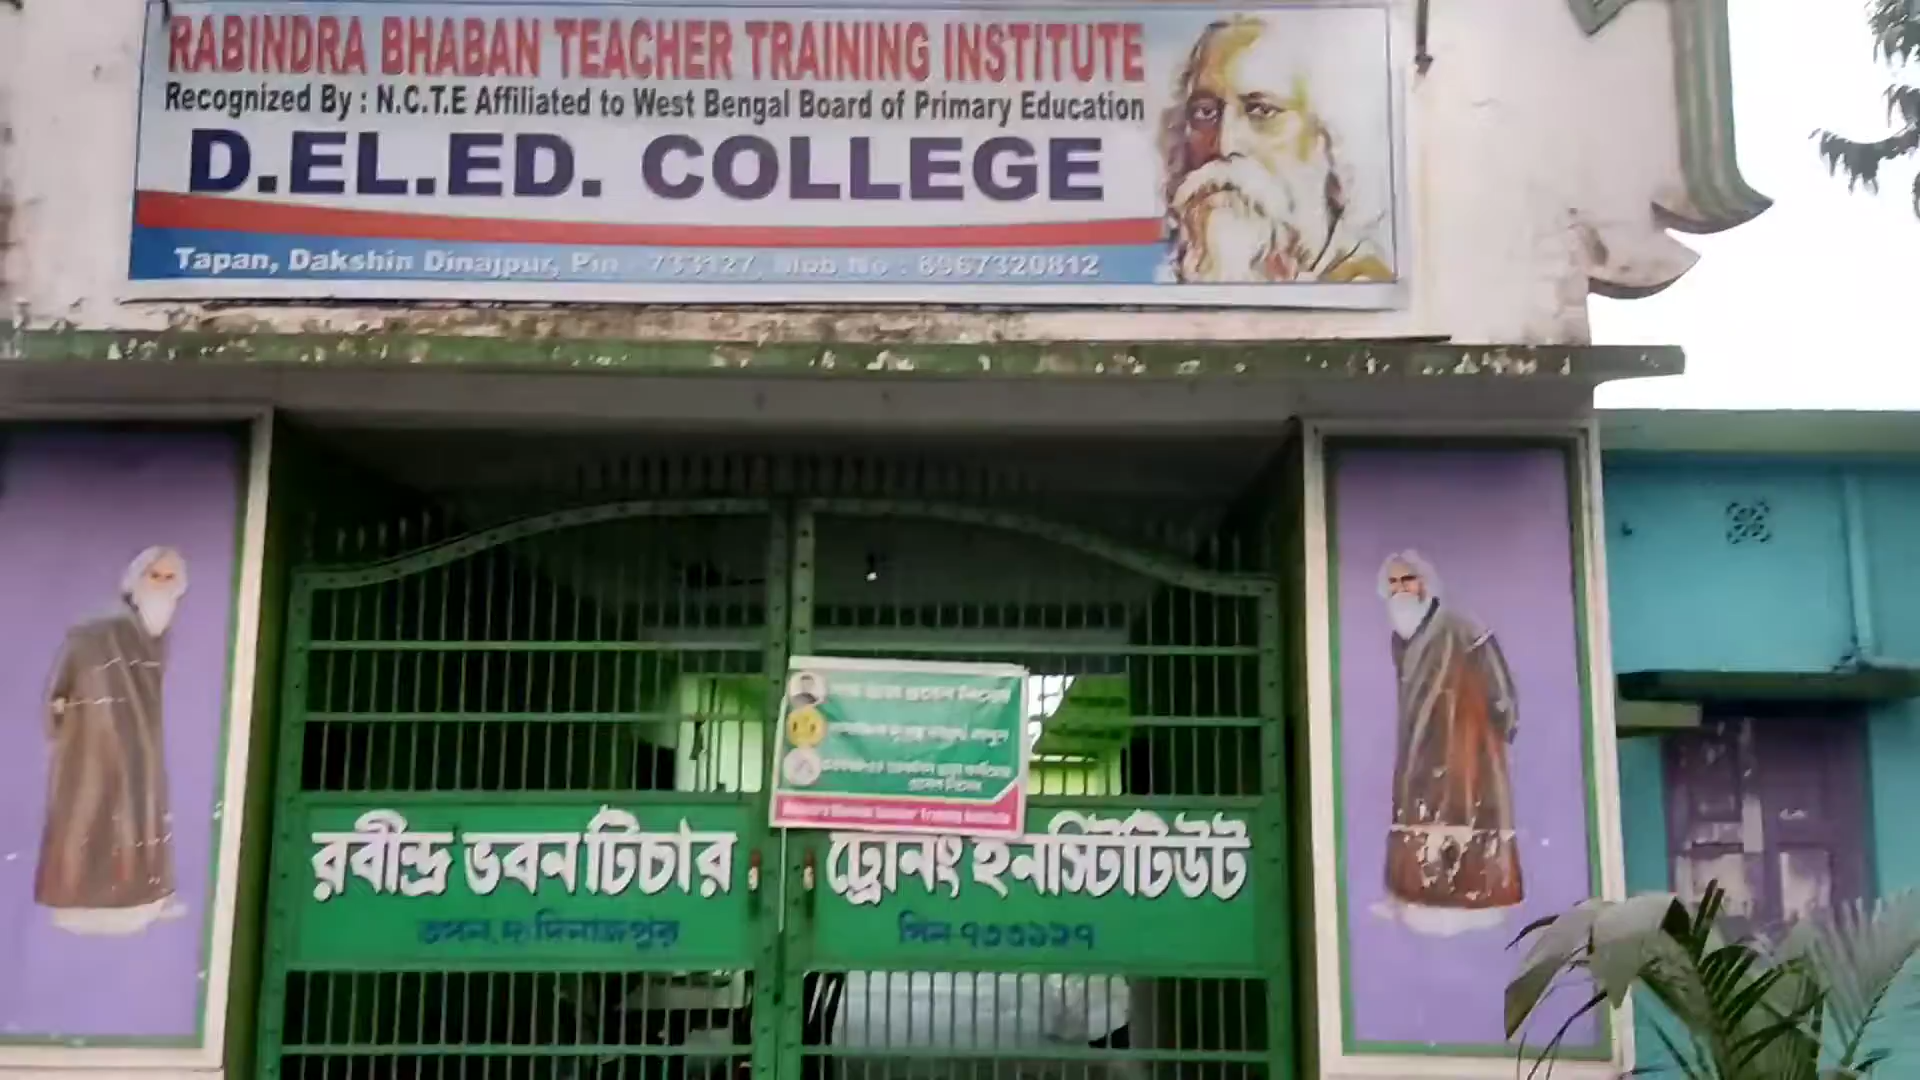 RABINDRA BHABAN TEACHER TRAINING INSTITUTE
Recognized By : N.C.T.E Affiliated to West Bengal Board of Primary Education
D.EL.ED. COLLEGE
Tapan, Dakshin Dinajpur, Pin - 733127, Mob No : 8967320812
রবীন্দ্র ভবন টিচার ট্রেনিং ইনস্টিটিউট
তপন, দঃ দিনাজপুর পিন-৭৩৩১২৭